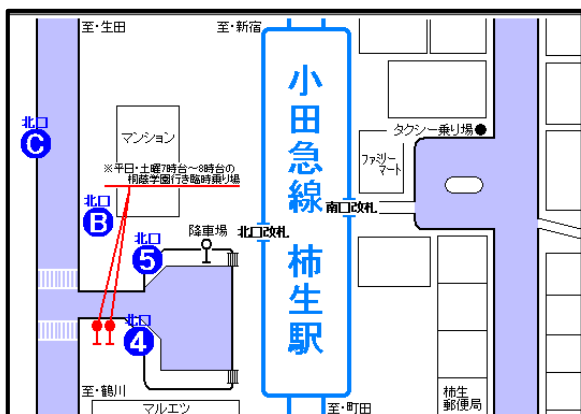 至・生田
至・新宿
北口
C
マンション
※平日・土曜7時台～8時台の
桐蔭学園行き臨時乗り場
北口
B
北口
5
降車場
北口改札
小田急線 柿生駅
南口改札
タクシー乗り場
ファミリー
マート
北口
4
至・鶴川
マルエツ
至・町田
柿生
郵便局